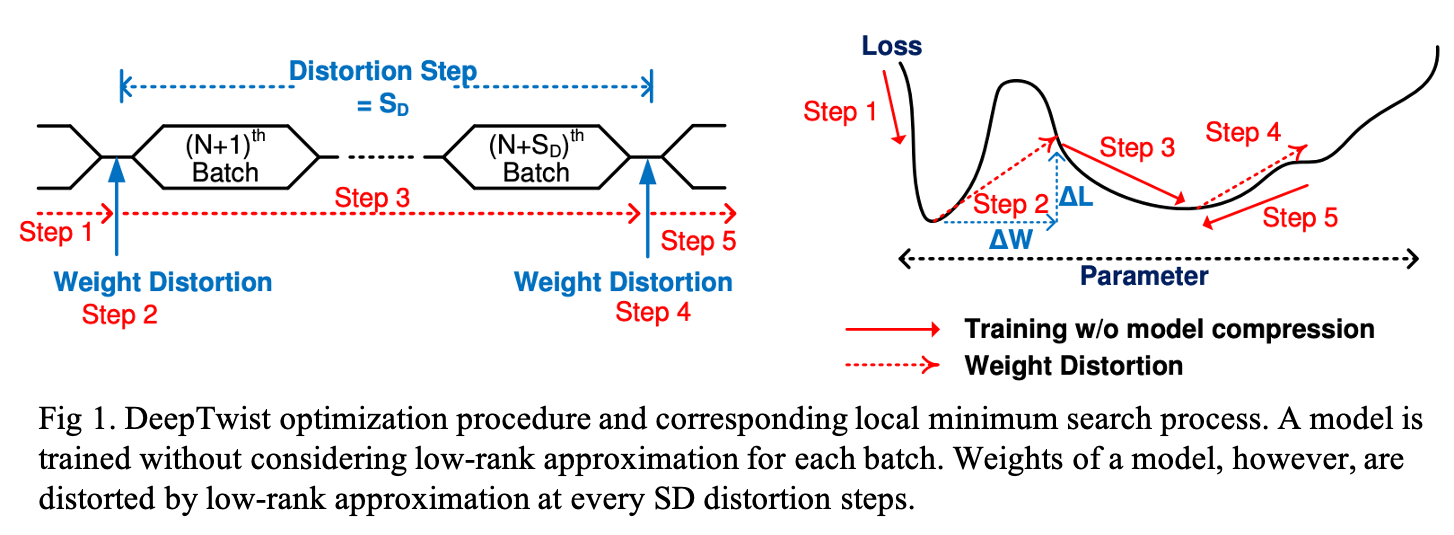 Distortion Step
= SD
(N+1)th
Batch
(N+SD)th
Batch
Step 3
Step 1
Step 5
Weight Distortion
Step 2
Weight Distortion
Step 4
Loss
Step 1
Step 2
ΔL
ΔW
Step 3
Step 4
Step 5
Parameter
Training w/o model compression
Weight Distortion
Fig 1. DeepTwist optimization procedure and corresponding local minimum search process. A model is
trained without considering low-rank approximation for each batch. Weights of a model, however, are
distorted by low-rank approximation at every SD distortion steps.